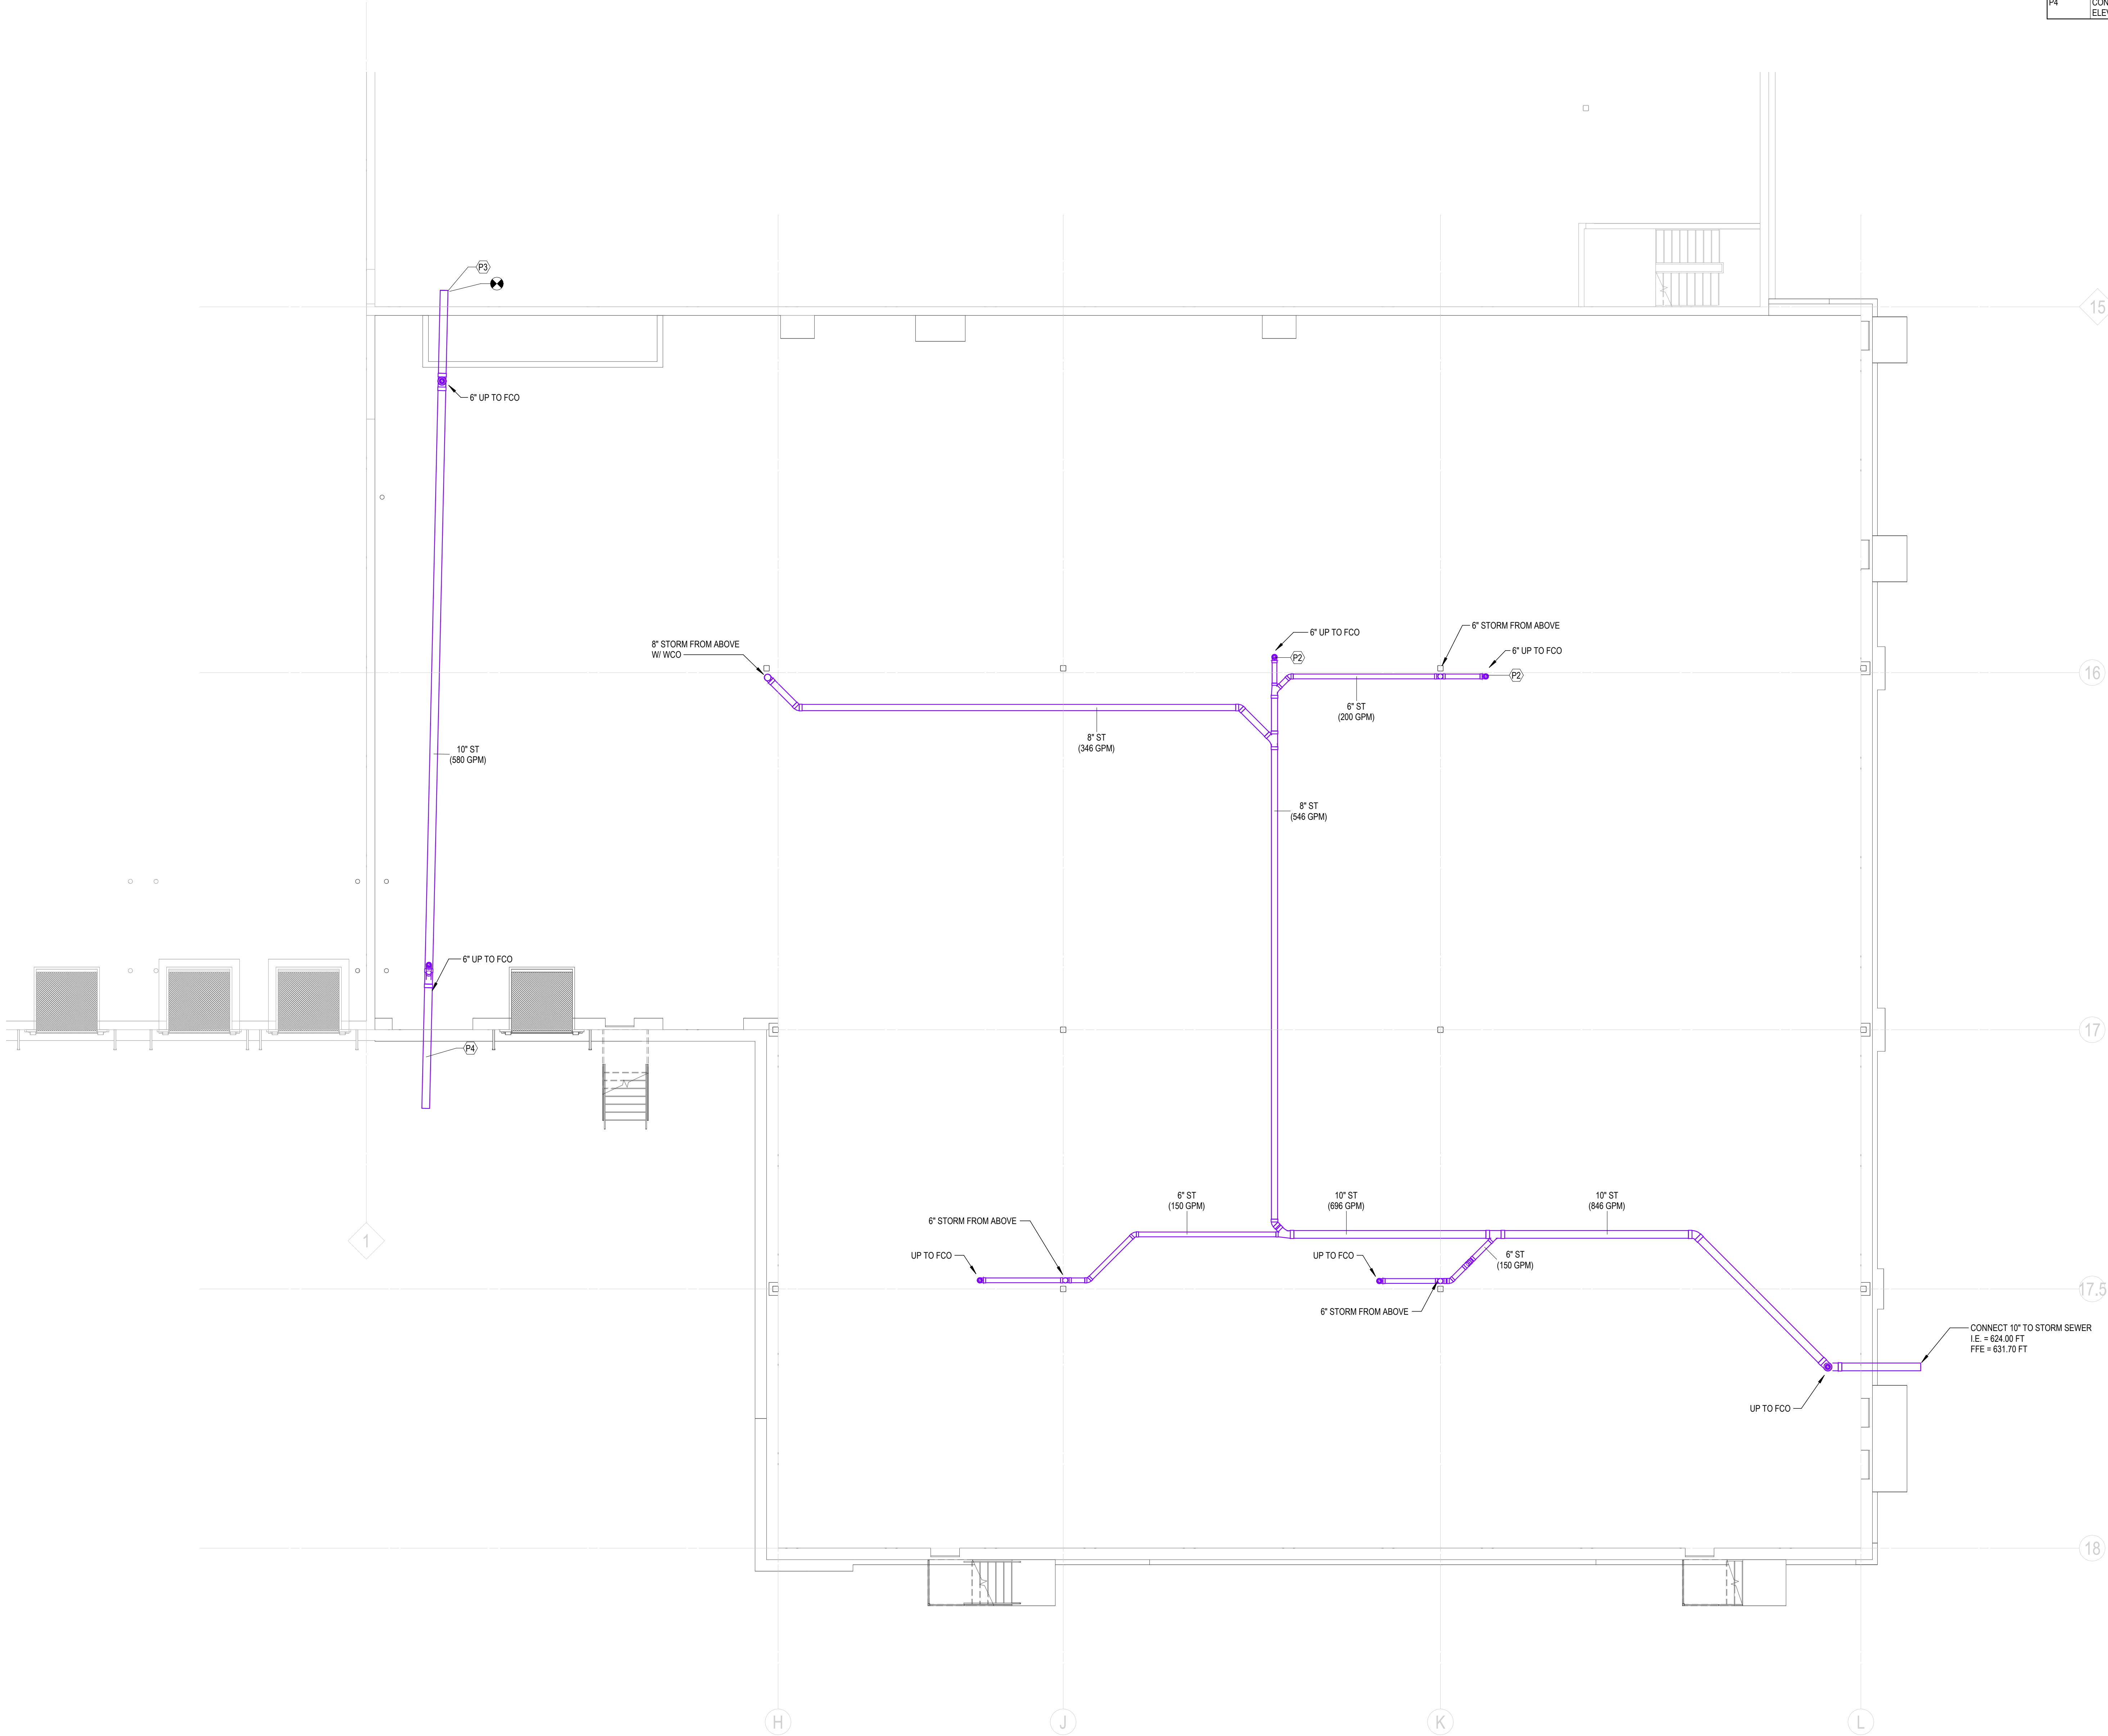 P4
P3
15
6" UP TO FCO
6" UP TO FCO
6" STORM FROM ABOVE
8" STORM FROM ABOVE
W/ WCO
P2
6" UP TO FCO
P2
16
6" ST
(200 GPM)
8" ST
(346 GPM)
10" ST
(580 GPM)
8" ST
(546 GPM)
6" UP TO FCO
P4
17
1
6" ST
(150 GPM)
10" ST
(696 GPM)
10" ST
(846 GPM)
6" STORM FROM ABOVE
UP TO FCO
UP TO FCO
6" ST
(150 GPM)
6" STORM FROM ABOVE
17.5
CONNECT 10" TO STORM SEWER
I.E. = 624.00 FT
FFE = 631.70 FT
UP TO FCO
18
H
J
K
L